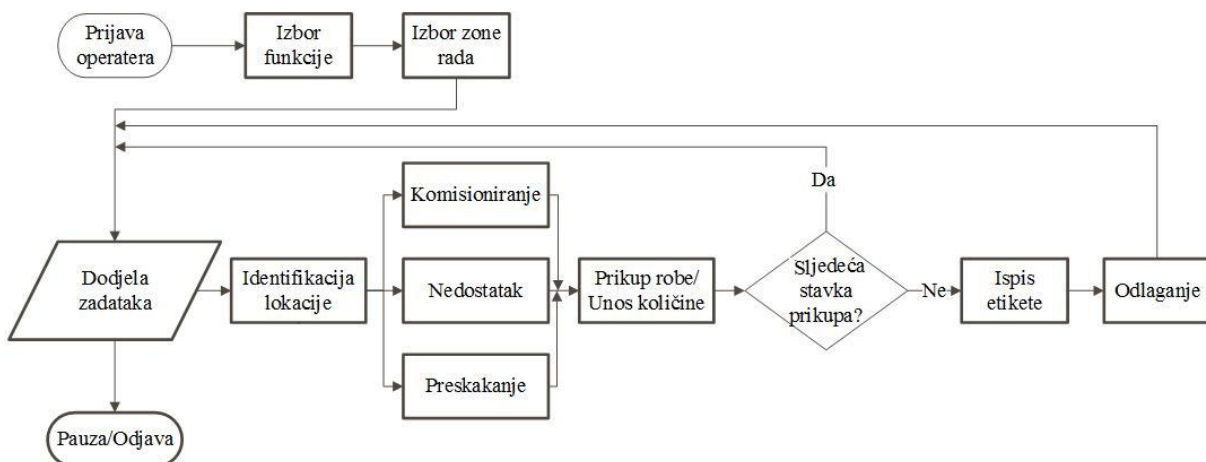 Prijava
operatera
Izbor
funkcije
Izbor zone
rada
Da
Komisioniranje
Dodjela
zadataka
Identifikacija
lokacije
Nedostatak
Prikup robe/
Unos količine
Sljedeća
stavka
prikupa?
Ne
Ispis
etikete
Odlaganje
Preskakanje
Pauza/Odjava